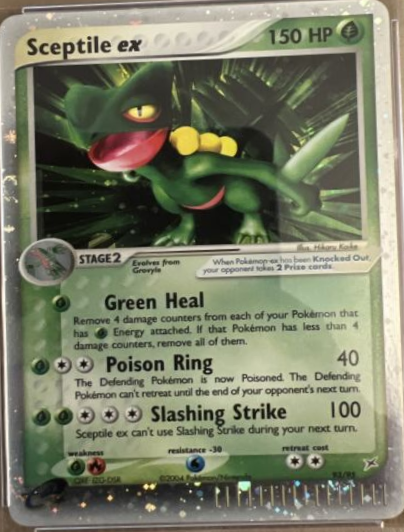 Sceptile ex 150 HP
Illus. Hikaru Koike
STAGE2 Evolves from
Grovyle
When Pokémon-ex has been Knocked Out,
your opponent takes 2 Prize cards.
Green Heal
Remove 4 damage counters from each of your Pokémon that
has Energy attached. If that Pokémon has less than 4
damage counters, remove all of them.
Poison Ring 40
The Defending Pokémon is now Poisoned. The Defending
Pokémon can't retreat until the end of your opponent's next turn.
Slashing Strike 100
Sceptile ex can't use Slashing Strike during your next turn.
weakness resistance -30 retreat cost
©2004 Pokémon/Nintendo